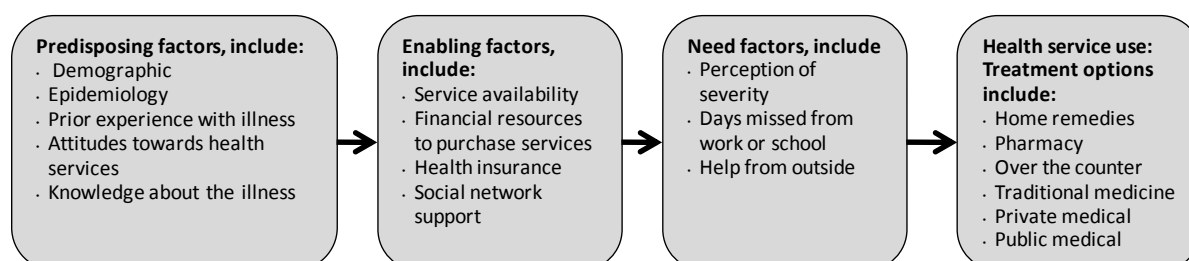 Predisposing factors, include:
· Demographic
· Epidemiology
· Prior experience with illness
· Attitudes towards health
services
· Knowledge about the illness
Enabling factors,
include:
· Service availability
· Financial resources
to purchase services
· Health insurance
· Social network
support
Need factors, include
· Perception of
severity
· Days missed from
work or school
· Help from outside
Health service use:
Treatment options
include:
· Home remedies
· Pharmacy
· Over the counter
· Traditional medicine
· Private medical
· Public medical